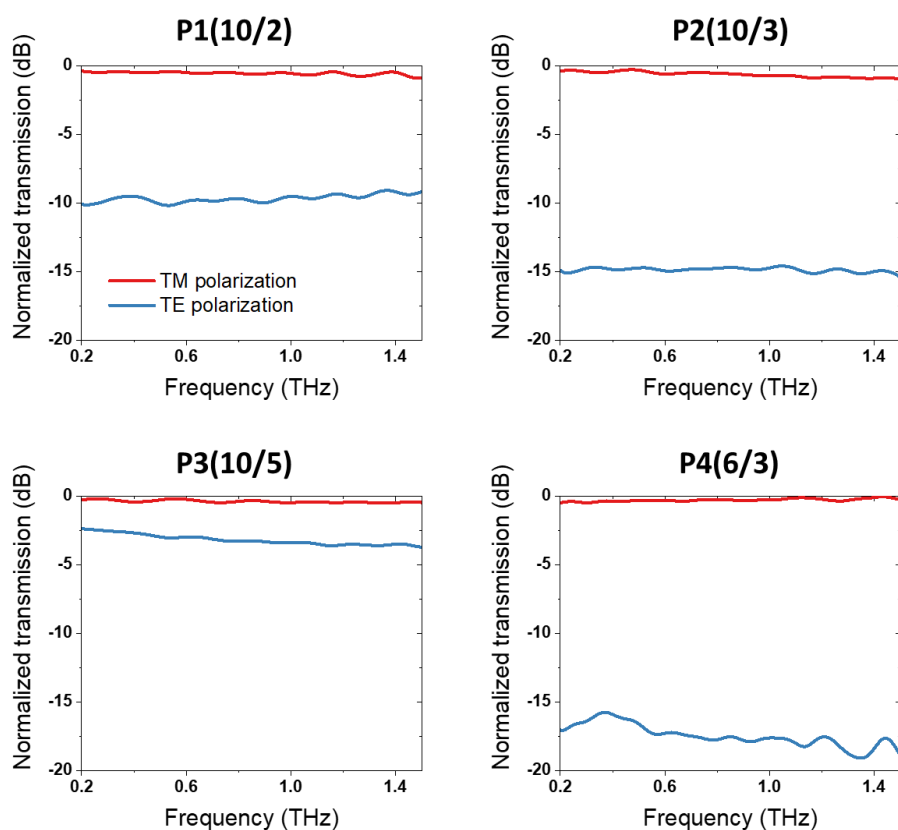 P1(10/2)
Normalized transmission (dB)
0
-5
-10
-15
-20
TM polarization
TE polarization
0.2
0.6
1.0
1.4
Frequency (THz)
P2(10/3)
Normalized transmission (dB)
0
-5
-10
-15
-20
0.2
0.6
1.0
1.4
Frequency (THz)
P3(10/5)
Normalized transmission (dB)
0
-5
-10
-15
-20
0.2
0.6
1.0
1.4
Frequency (THz)
P4(6/3)
Normalized transmission (dB)
0
-5
-10
-15
-20
0.2
0.6
1.0
1.4
Frequency (THz)